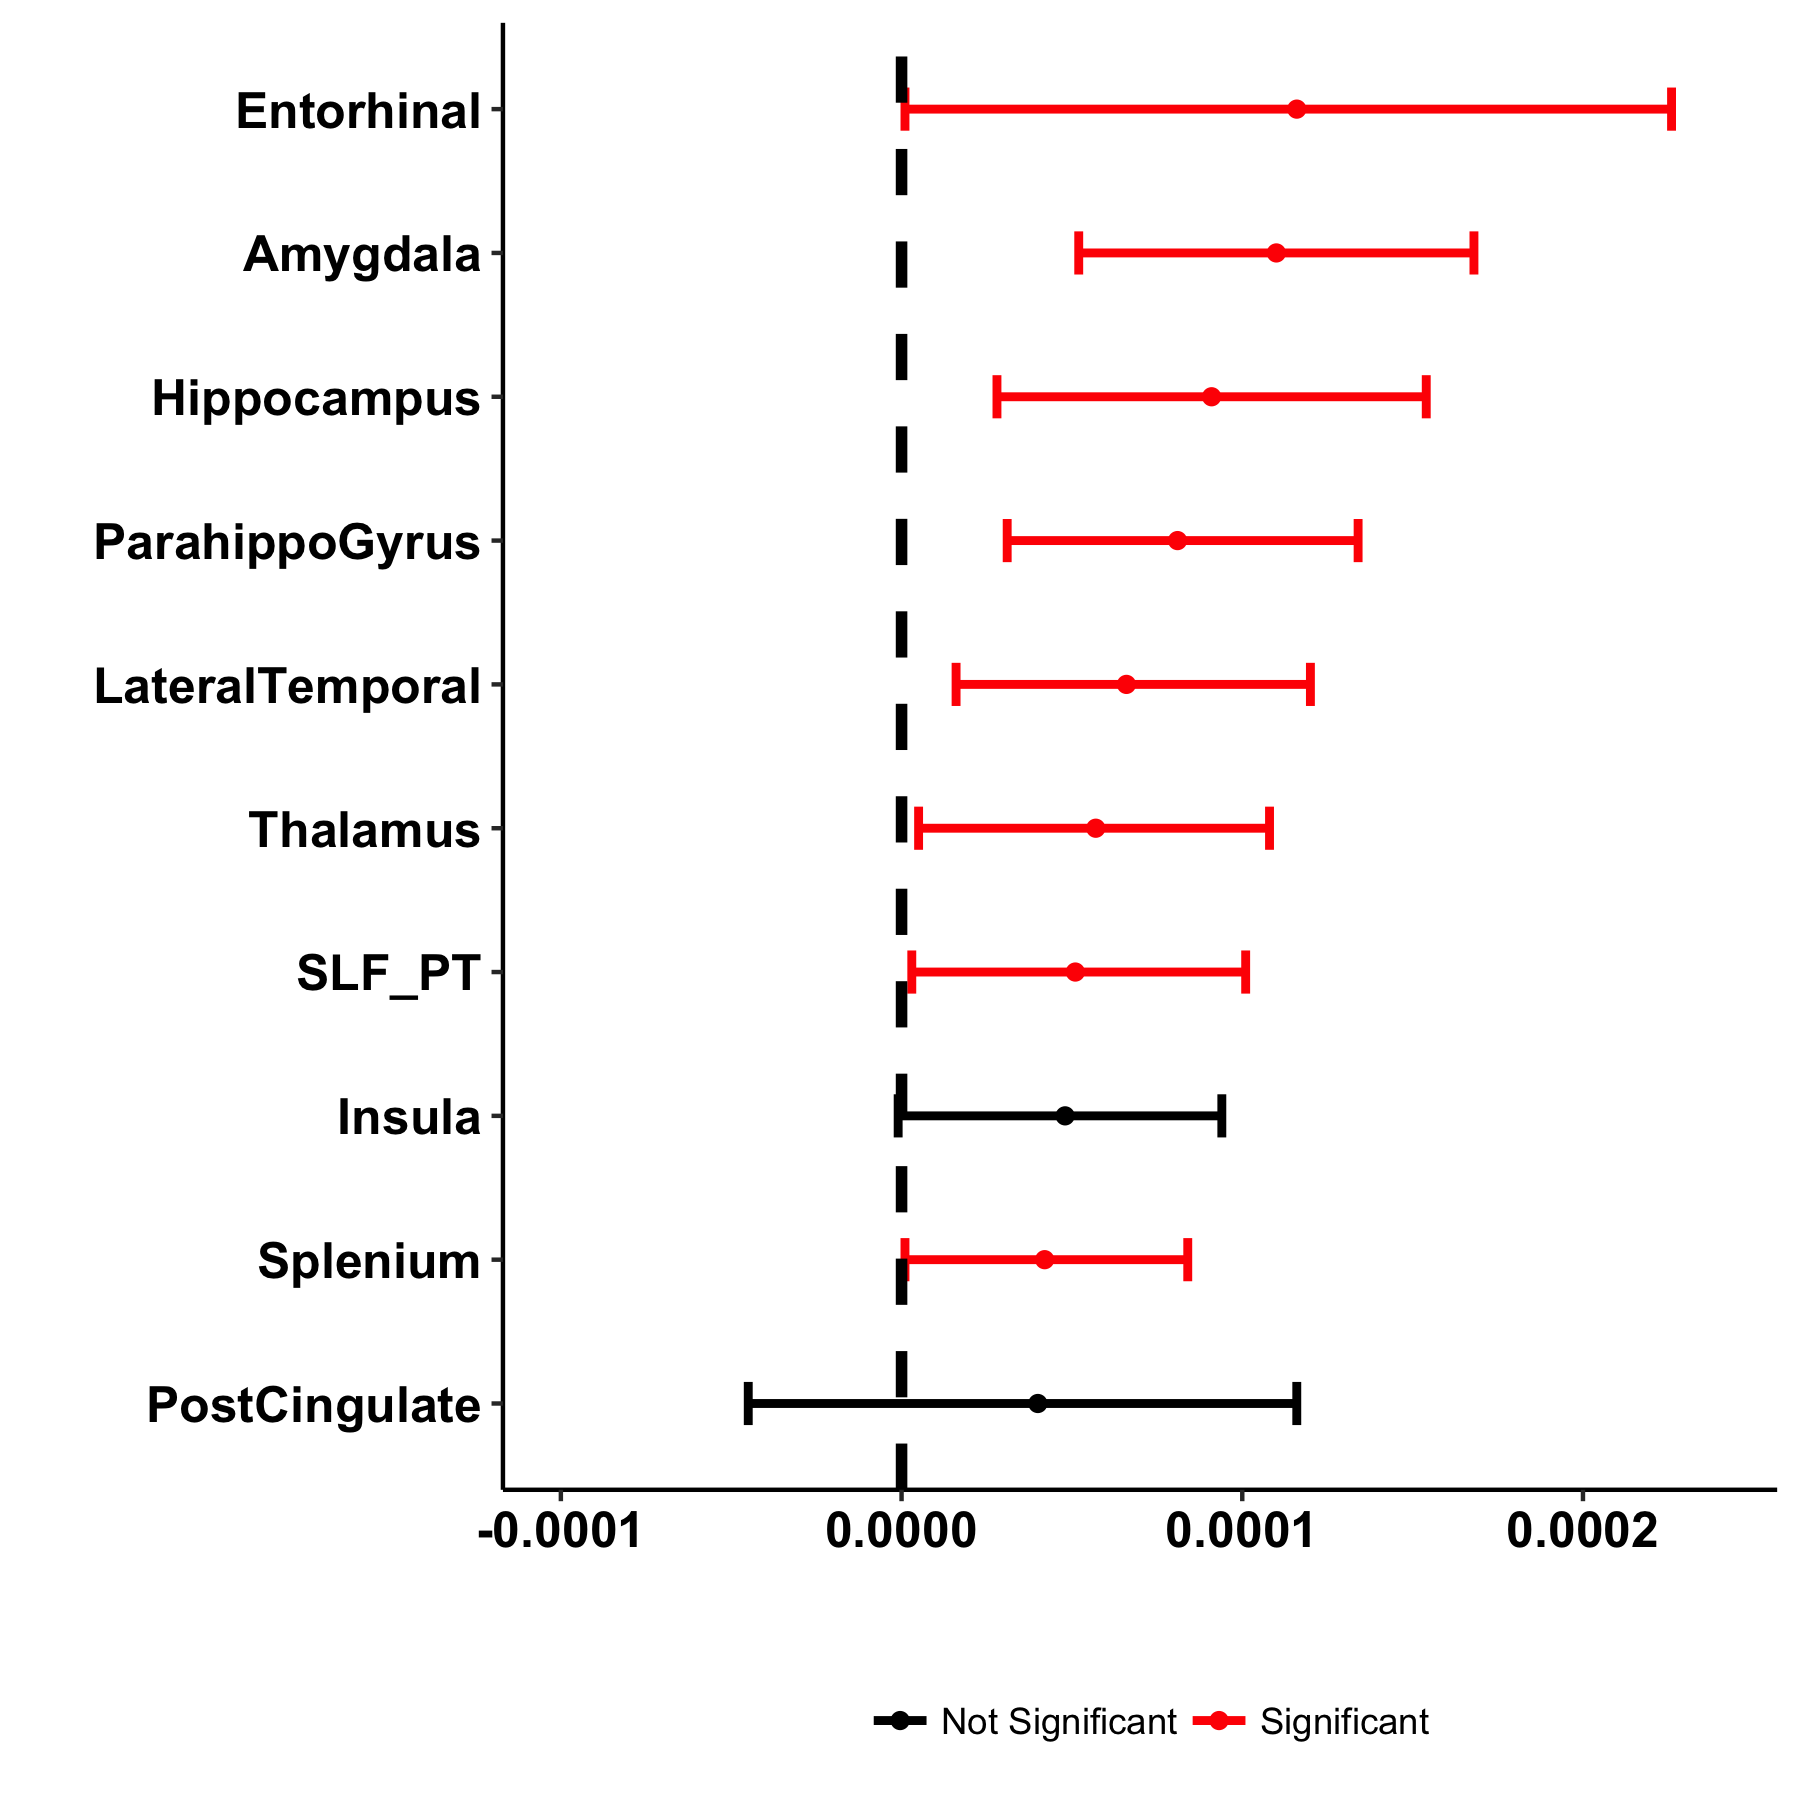 Entorhinal
Amygdala
Hippocampus
ParahippoGyrus
LateralTemporal
Thalamus
SLF_PT
Insula
Splenium
PostCingulate
-0.0001 0.0000 0.0001 0.0002
Not Significant Significant